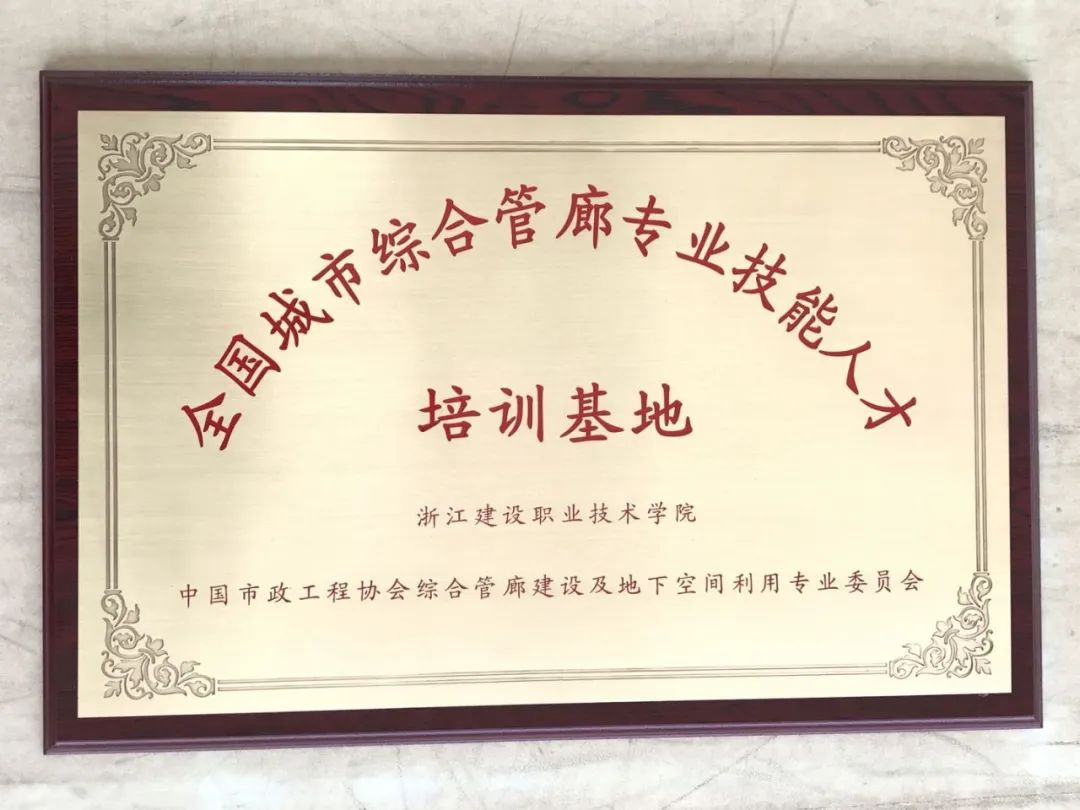 全国城市综合管廊专业技能人才
培训基地
浙江建设职业技术学院
中国市政工程协会综合管廊建设及地下空间利用专业委员会